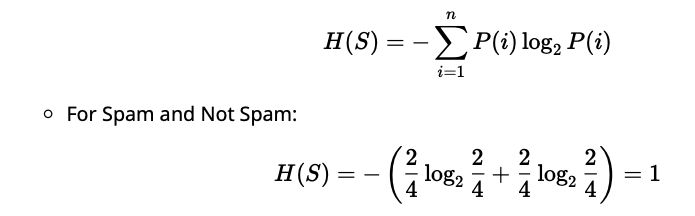 H(S) = − ∑_{i=1}^{n} P(i) log₂ P(i)
∘ For Spam and Not Spam:
H(S) = − (2/4 log₂ 2/4 + 2/4 log₂ 2/4) = 1